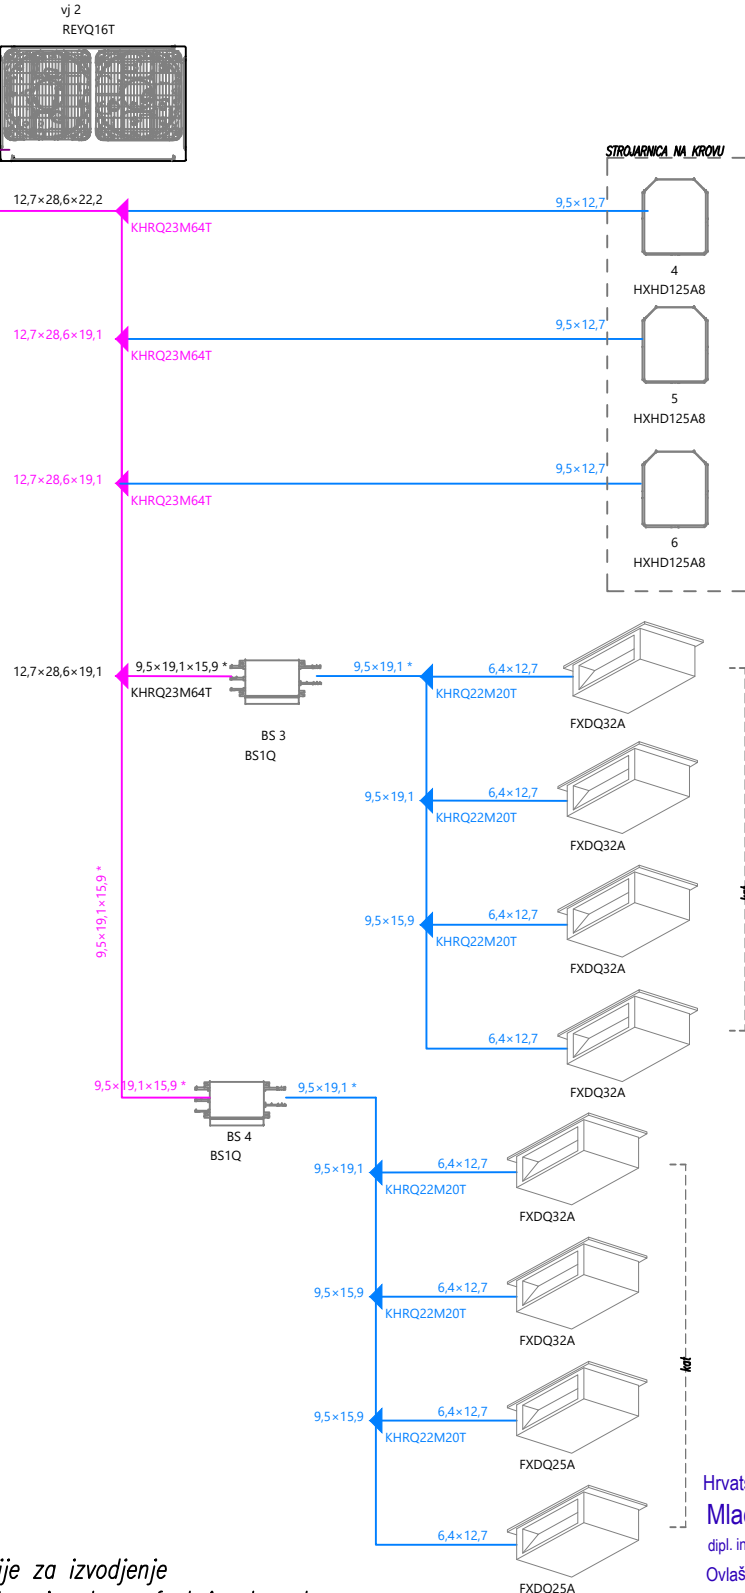 vj 2
REYQ16T
STROJARNICA NA KROVU
12,7×28,6×22,2
9,5×12,7
KHRQ23M64T
4
HXHD125A8
12,7×28,6×19,1
9,5×12,7
KHRQ23M64T
5
HXHD125A8
12,7×28,6×19,1
9,5×12,7
KHRQ23M64T
6
HXHD125A8
12,7×28,6×19,1
9,5×19,1×15,9 *
9,5×19,1 *
6,4×12,7
KHRQ23M64T
KHRQ22M20T
FXDQ32A
BS 3
BS1Q
9,5×19,1
6,4×12,7
KHRQ22M20T
FXDQ32A
9,5×19,1×15,9 *
9,5×15,9
6,4×12,7
KHRQ22M20T
FXDQ32A
6,4×12,7
FXDQ32A
9,5×19,1×15,9 *
9,5×19,1 *
BS 4
BS1Q
9,5×19,1
6,4×12,7
KHRQ22M20T
FXDQ32A
9,5×15,9
6,4×12,7
KHRQ22M20T
FXDQ32A
kat
9,5×15,9
6,4×12,7
KHRQ22M20T
FXDQ25A
6,4×12,7
FXDQ25A
Hrvats
Mlad
dipl. in
Ovlaš
ije za izvodjenje